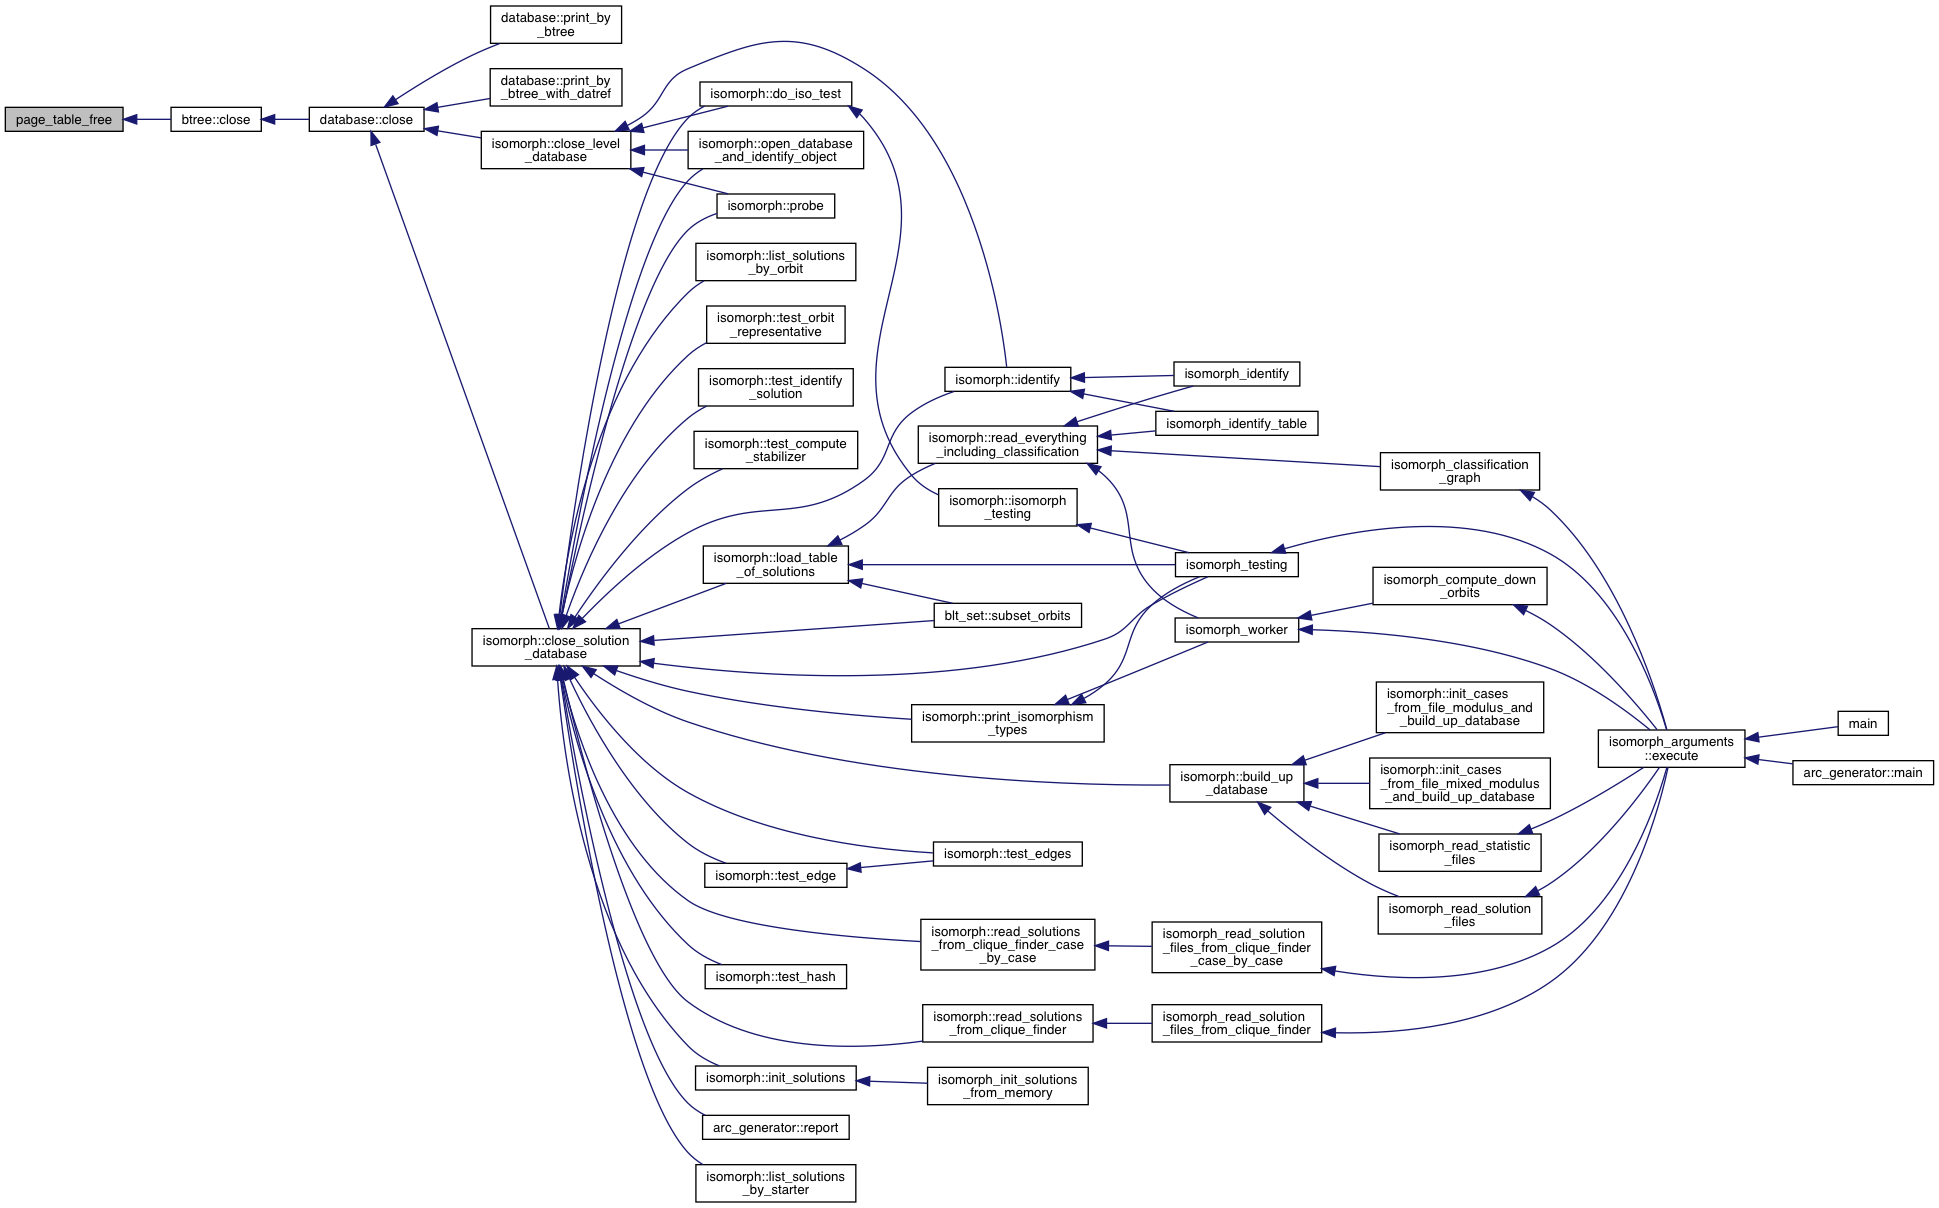 page_table_free
btree::close
database::close
database::print_by
_btree
database::print_by
_btree_with_datref
isomorph::close_level
_database
isomorph::close_solution
_database
isomorph::do_iso_test
isomorph::open_database
_and_identify_object
isomorph::probe
isomorph::list_solutions
_by_orbit
isomorph::test_orbit
_representative
isomorph::test_identify
_solution
isomorph::test_compute
_stabilizer
isomorph::load_table
_of_solutions
isomorph::test_edge
isomorph::test_hash
isomorph::init_solutions
arc_generator::report
isomorph::list_solutions
_by_starter
isomorph::identify
isomorph::read_everything
_including_classification
isomorph::isomorph
_testing
blt_set::subset_orbits
isomorph::print_isomorphism
_types
isomorph::test_edges
isomorph::read_solutions
_from_clique_finder_case
_by_case
isomorph::read_solutions
_from_clique_finder
isomorph_init_solutions
_from_memory
isomorph_identify
isomorph_identify_table
isomorph_testing
isomorph_worker
isomorph::build_up
_database
isomorph_read_solution
_files_from_clique_finder
_case_by_case
isomorph_read_solution
_files_from_clique_finder
isomorph_classification
_graph
isomorph_compute_down
_orbits
isomorph::init_cases
_from_file_modulus_and
_build_up_database
isomorph::init_cases
_from_file_mixed_modulus
_and_build_up_database
isomorph_read_statistic
_files
isomorph_read_solution
_files
isomorph_arguments
::execute
main
arc_generator::main